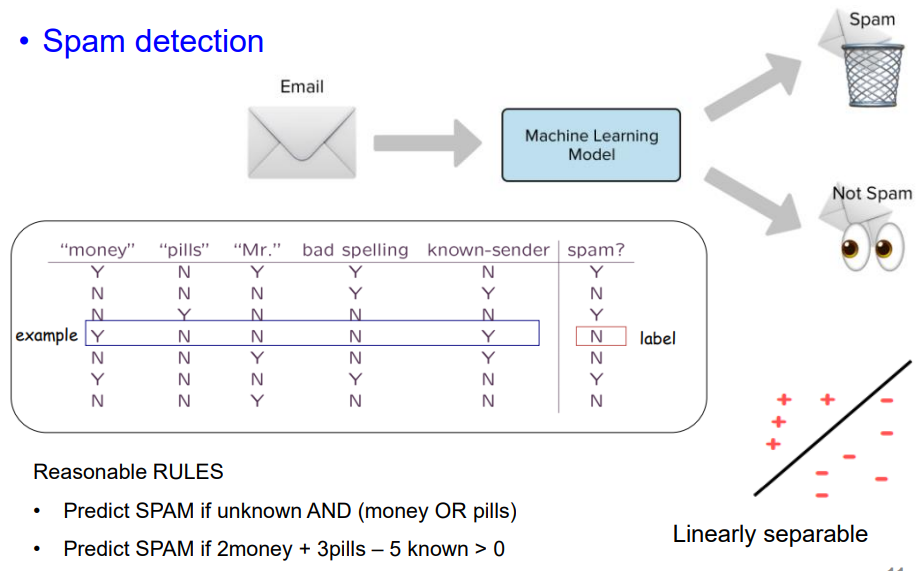 • Spam detection
Email
Machine Learning
Model
Spam
Not Spam
“money” “pills” “Mr.” bad spelling known-sender spam?
Y N Y Y N Y
N N N Y Y N
N Y N N N Y
example Y N N N Y N label
N N Y N Y N
Y N N Y N Y
N N Y N N N
Reasonable RULES
• Predict SPAM if unknown AND (money OR pills)
• Predict SPAM if 2money + 3pills – 5 known > 0
+ + –
+
–
+
–
– –
–
Linearly separable